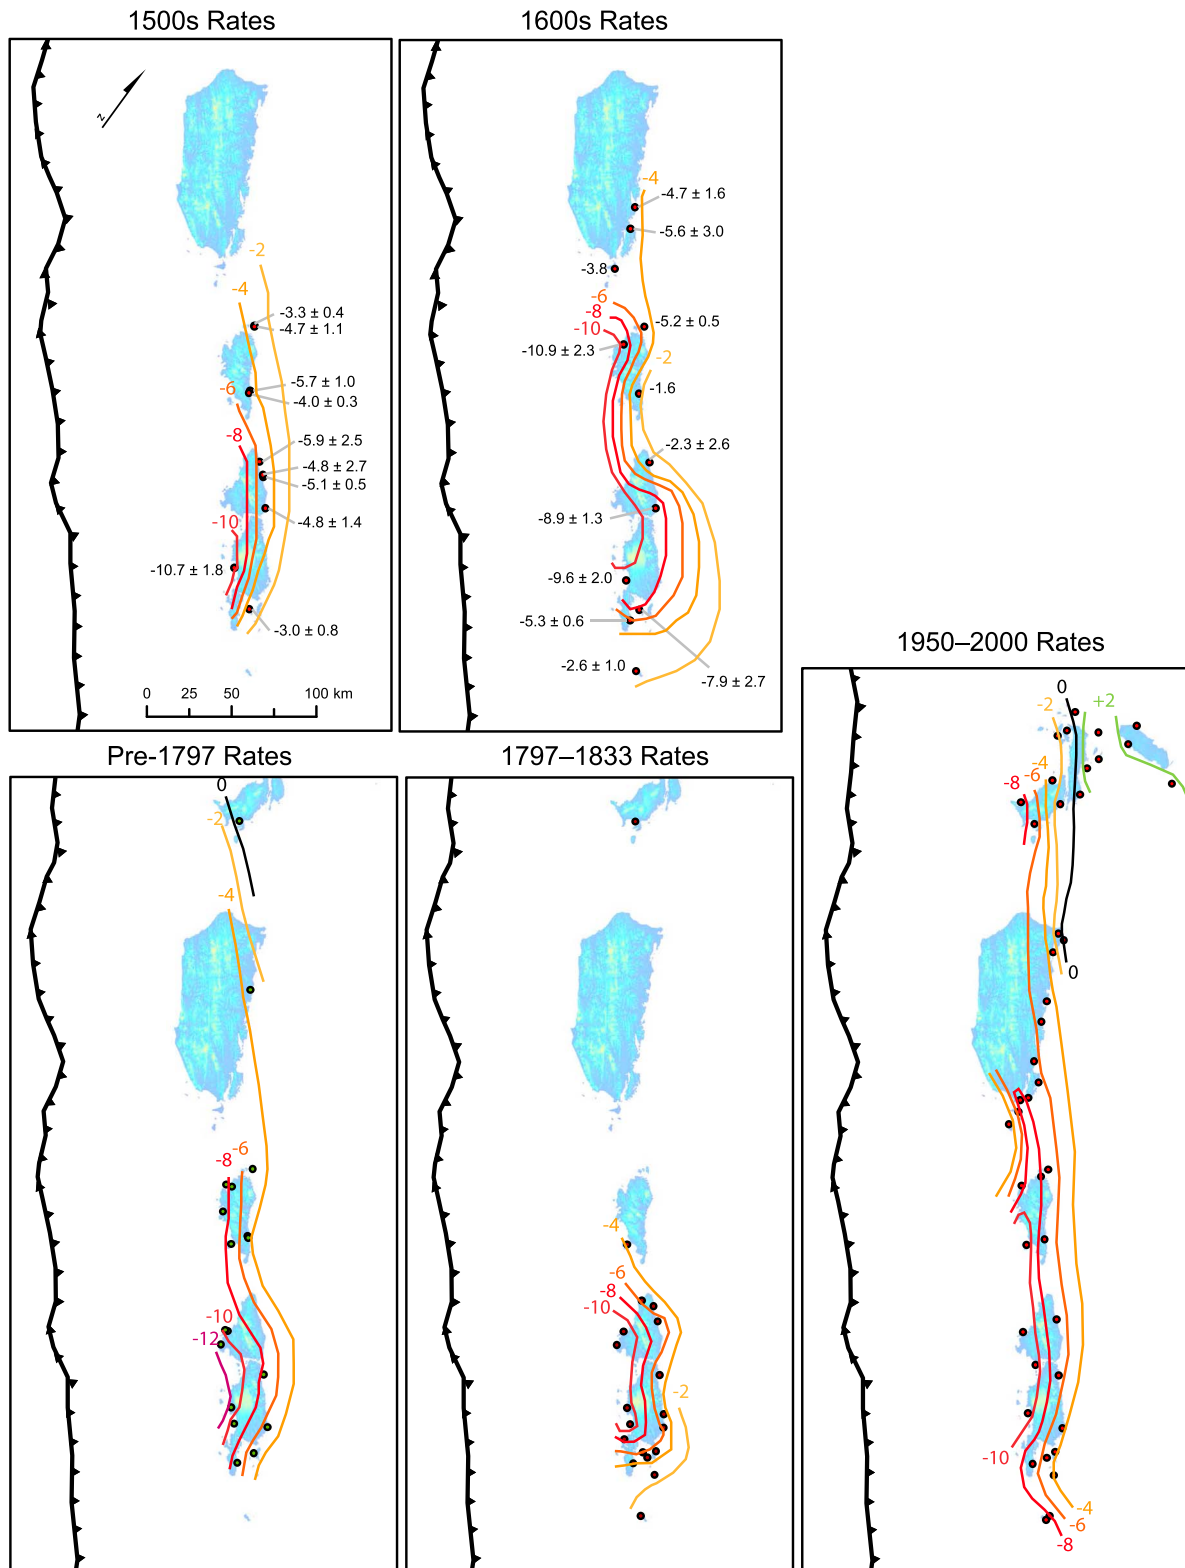 1500s Rates
z
-2
-4
-3.3 ± 0.4
-4.7 ± 1.1
-5.7 ± 1.0
-6
-4.0 ± 0.3
-8
-5.9 ± 2.5
-4.8 ± 2.7
-5.1 ± 0.5
-10
-4.8 ± 1.4
-10.7 ± 1.8
-3.0 ± 0.8
0 25 50 100 km
1600s Rates
-4
-4.7 ± 1.6
-5.6 ± 3.0
-3.8
-6
-8
-10
-5.2 ± 0.5
-10.9 ± 2.3
-2
-1.6
-2.3 ± 2.6
-8.9 ± 1.3
-9.6 ± 2.0
-5.3 ± 0.6
-2.6 ± 1.0
-7.9 ± 2.7
Pre-1797 Rates
0
-2
-4
-6
-8
-10
-12
1797–1833 Rates
-4
-6
-8
-10
-2
1950–2000 Rates
0
-2
+2
-4
-6
-8
0
-10
-4
-6
-8